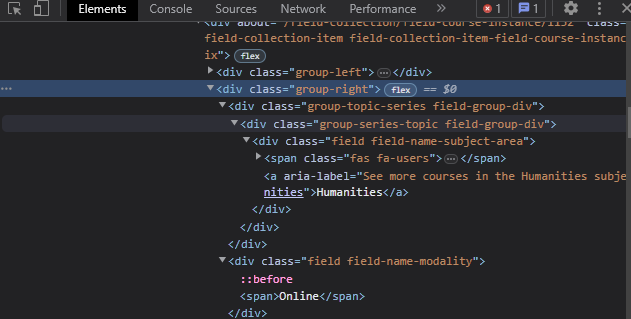 Elements Console Sources Network Performance » 1 1
<div about="/field-collection/field-course-instance/1152" class=
field-collection-item field-collection-item-field-course-instanc
ix"> flex
<div class="group-left"> … </div>
<div class="group-right"> flex == $0
<div class="group-topic-series field-group-div">
<div class="group-series-topic field-group-div">
<div class="field field-name-subject-area">
<span class="fas fa-users"> … </span>
<a aria-label="See more courses in the Humanities subje
nities">Humanities</a>
</div>
</div>
</div>
<div class="field field-name-modality">
::before
<span>Online</span>
</div>